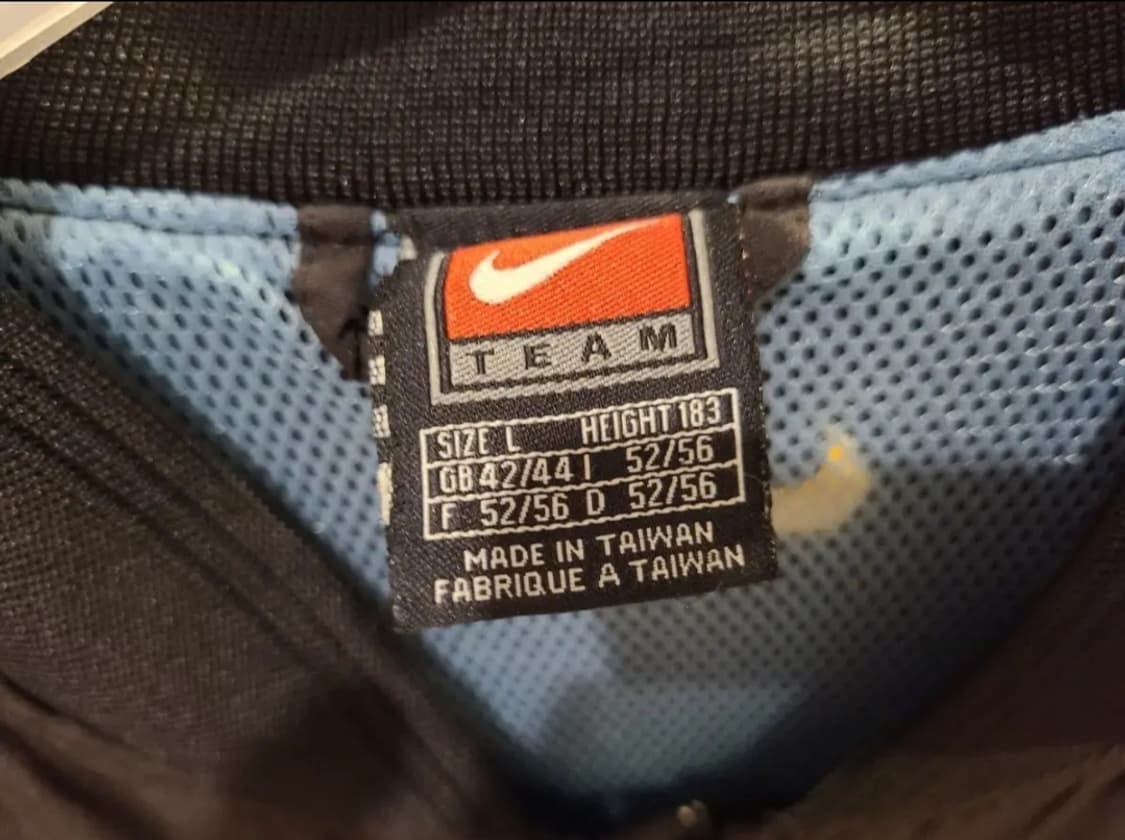 TEAM
SIZE L HEIGHT 183
GB 42/44 I 52/56
F 52/56 D 52/56
MADE IN TAIWAN
FABRIQUE A TAIWAN